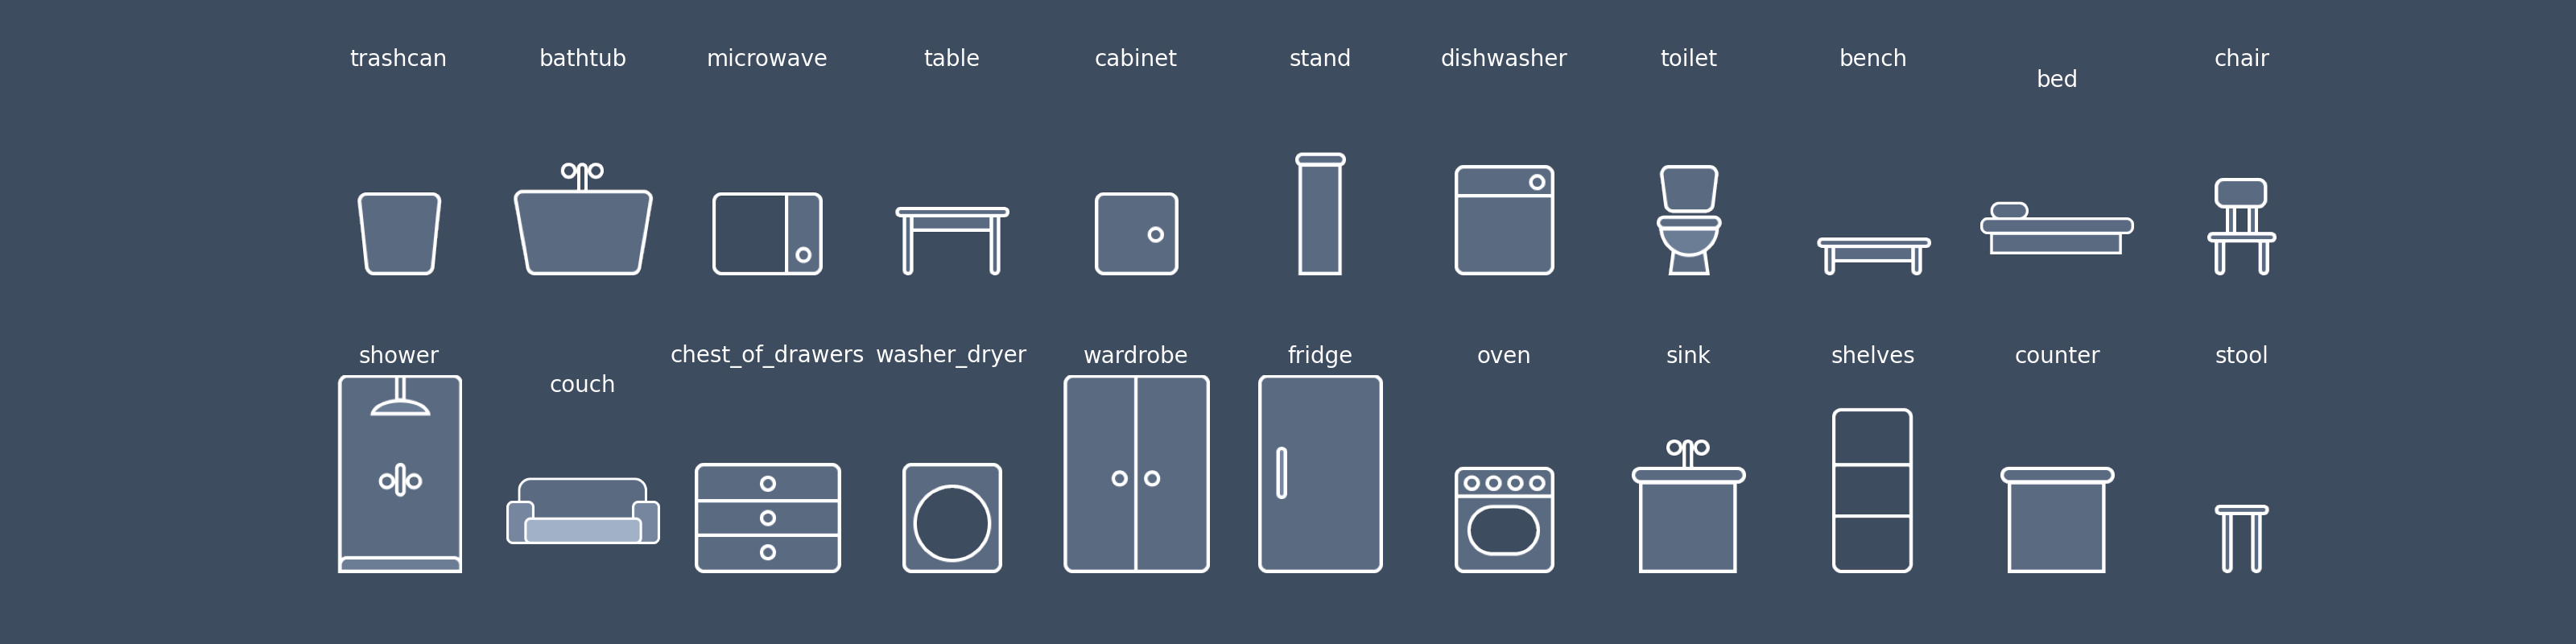 trashcan bathtub microwave table cabinet stand dishwasher toilet bench bed chair
shower couch chest_of_drawers washer_dryer wardrobe fridge oven sink shelves counter stool